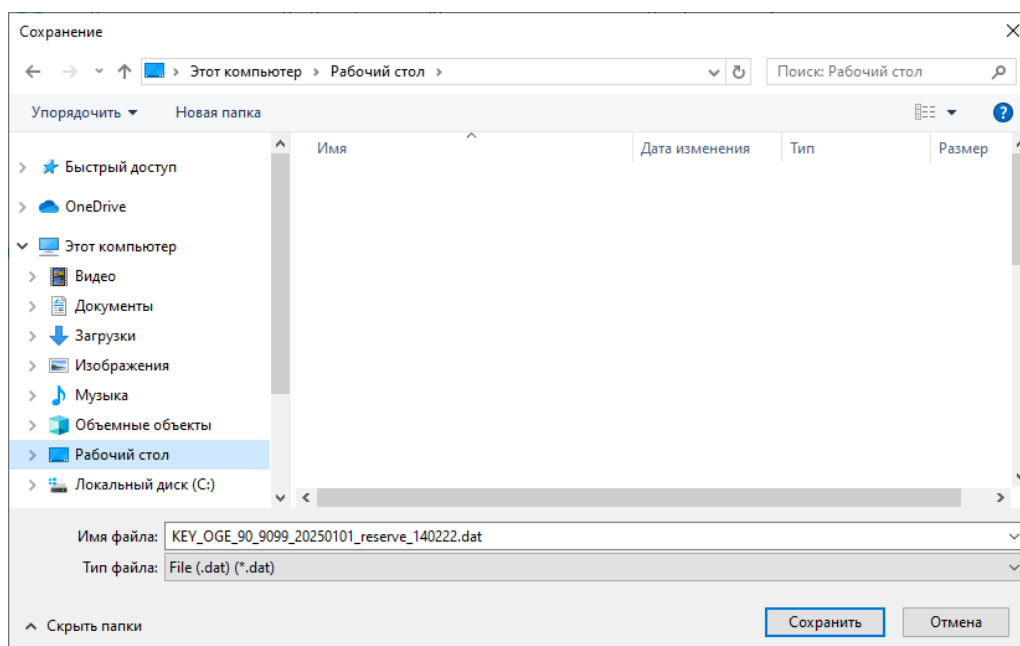 Сохранение
Этот компьютер > Рабочий стол >
Поиск: Рабочий стол
Упорядочить
Новая папка
Имя
Дата изменения
Тип
Размер
Быстрый доступ
OneDrive
Этот компьютер
Видео
Документы
Загрузки
Изображения
Музыка
Объемные объекты
Рабочий стол
Локальный диск (C:)
Имя файла: KEY_OGE_90_9099_20250101_reserve_140222.dat
Тип файла: File (.dat) (*.dat)
Скрыть папки
Сохранить
Отмена